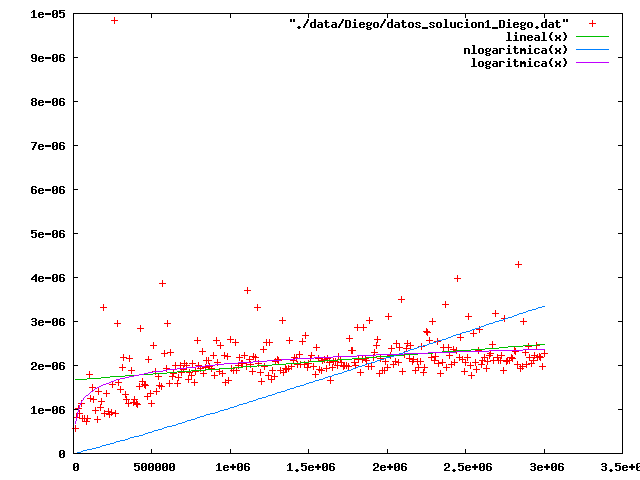 1e-05
"./data/Diego/datos_solucion1_Diego.dat"
lineal(x)
nlogaritmica(x)
logaritmica(x)
9e-06
8e-06
7e-06
6e-06
5e-06
4e-06
3e-06
2e-06
1e-06
0
0 500000 1e+06 1.5e+06 2e+06 2.5e+06 3e+06 3.5e+06